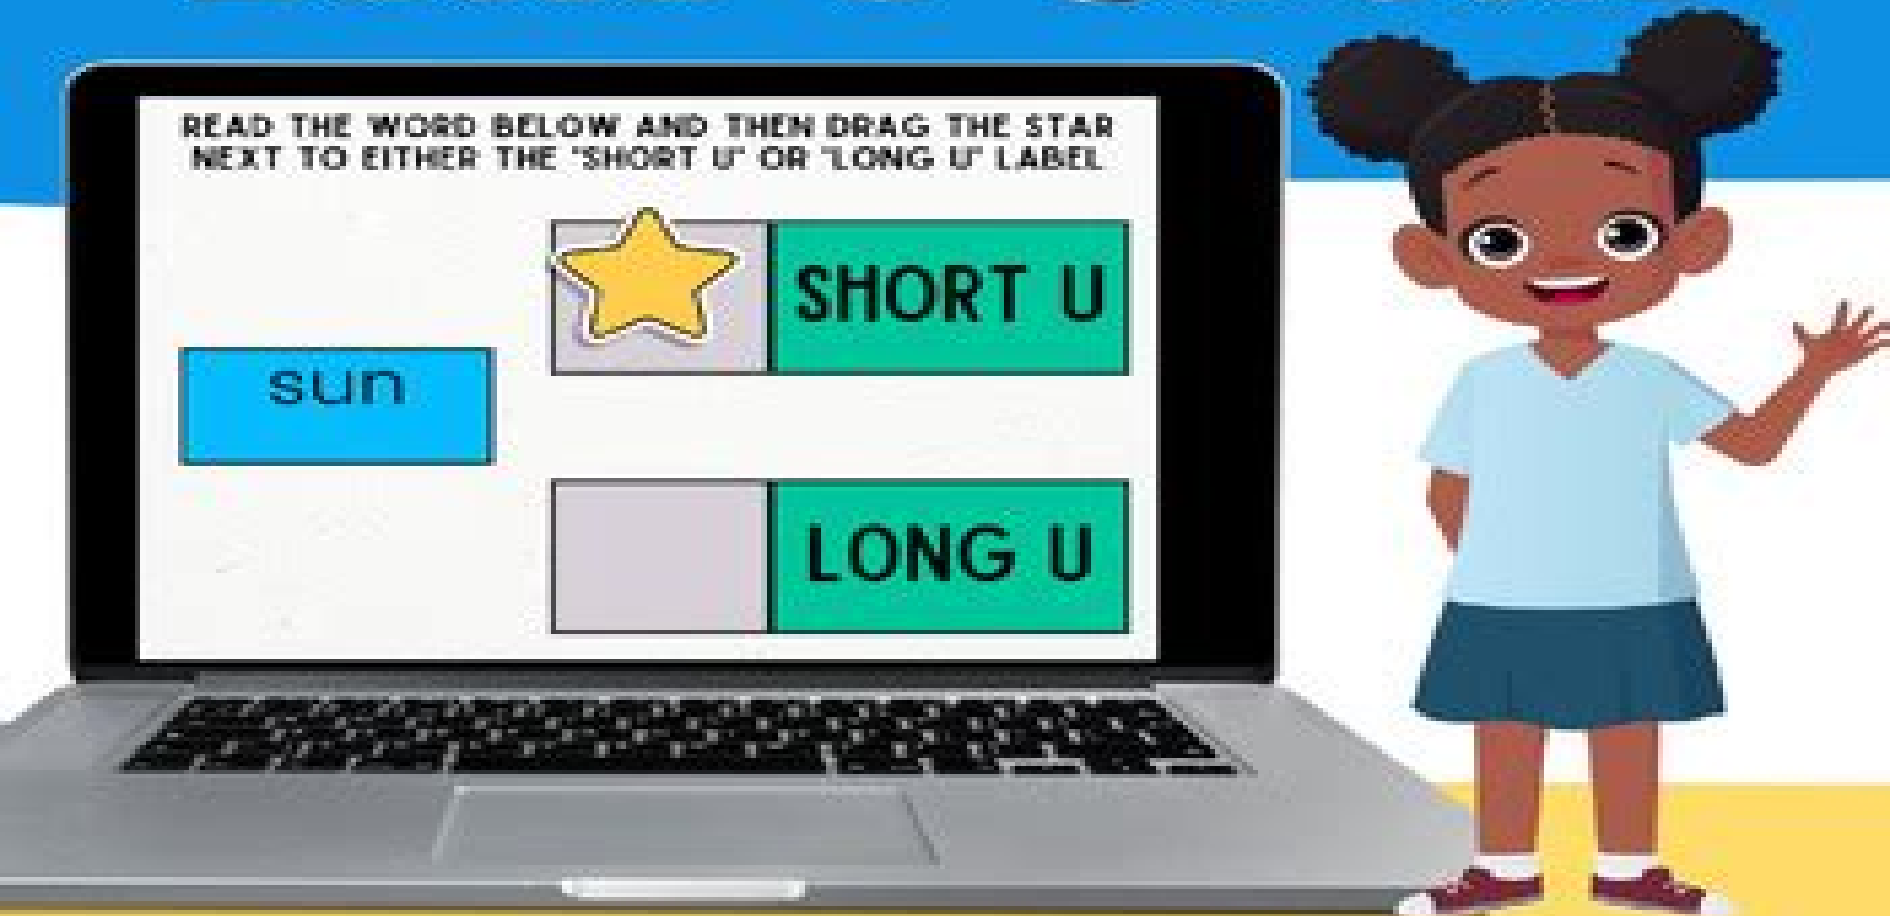 READ THE WORD BELOW AND THEN DRAG THE STAR
NEXT TO EITHER THE "SHORT U" OR "LONG U" LABEL
SHORT U
sun
LONG U